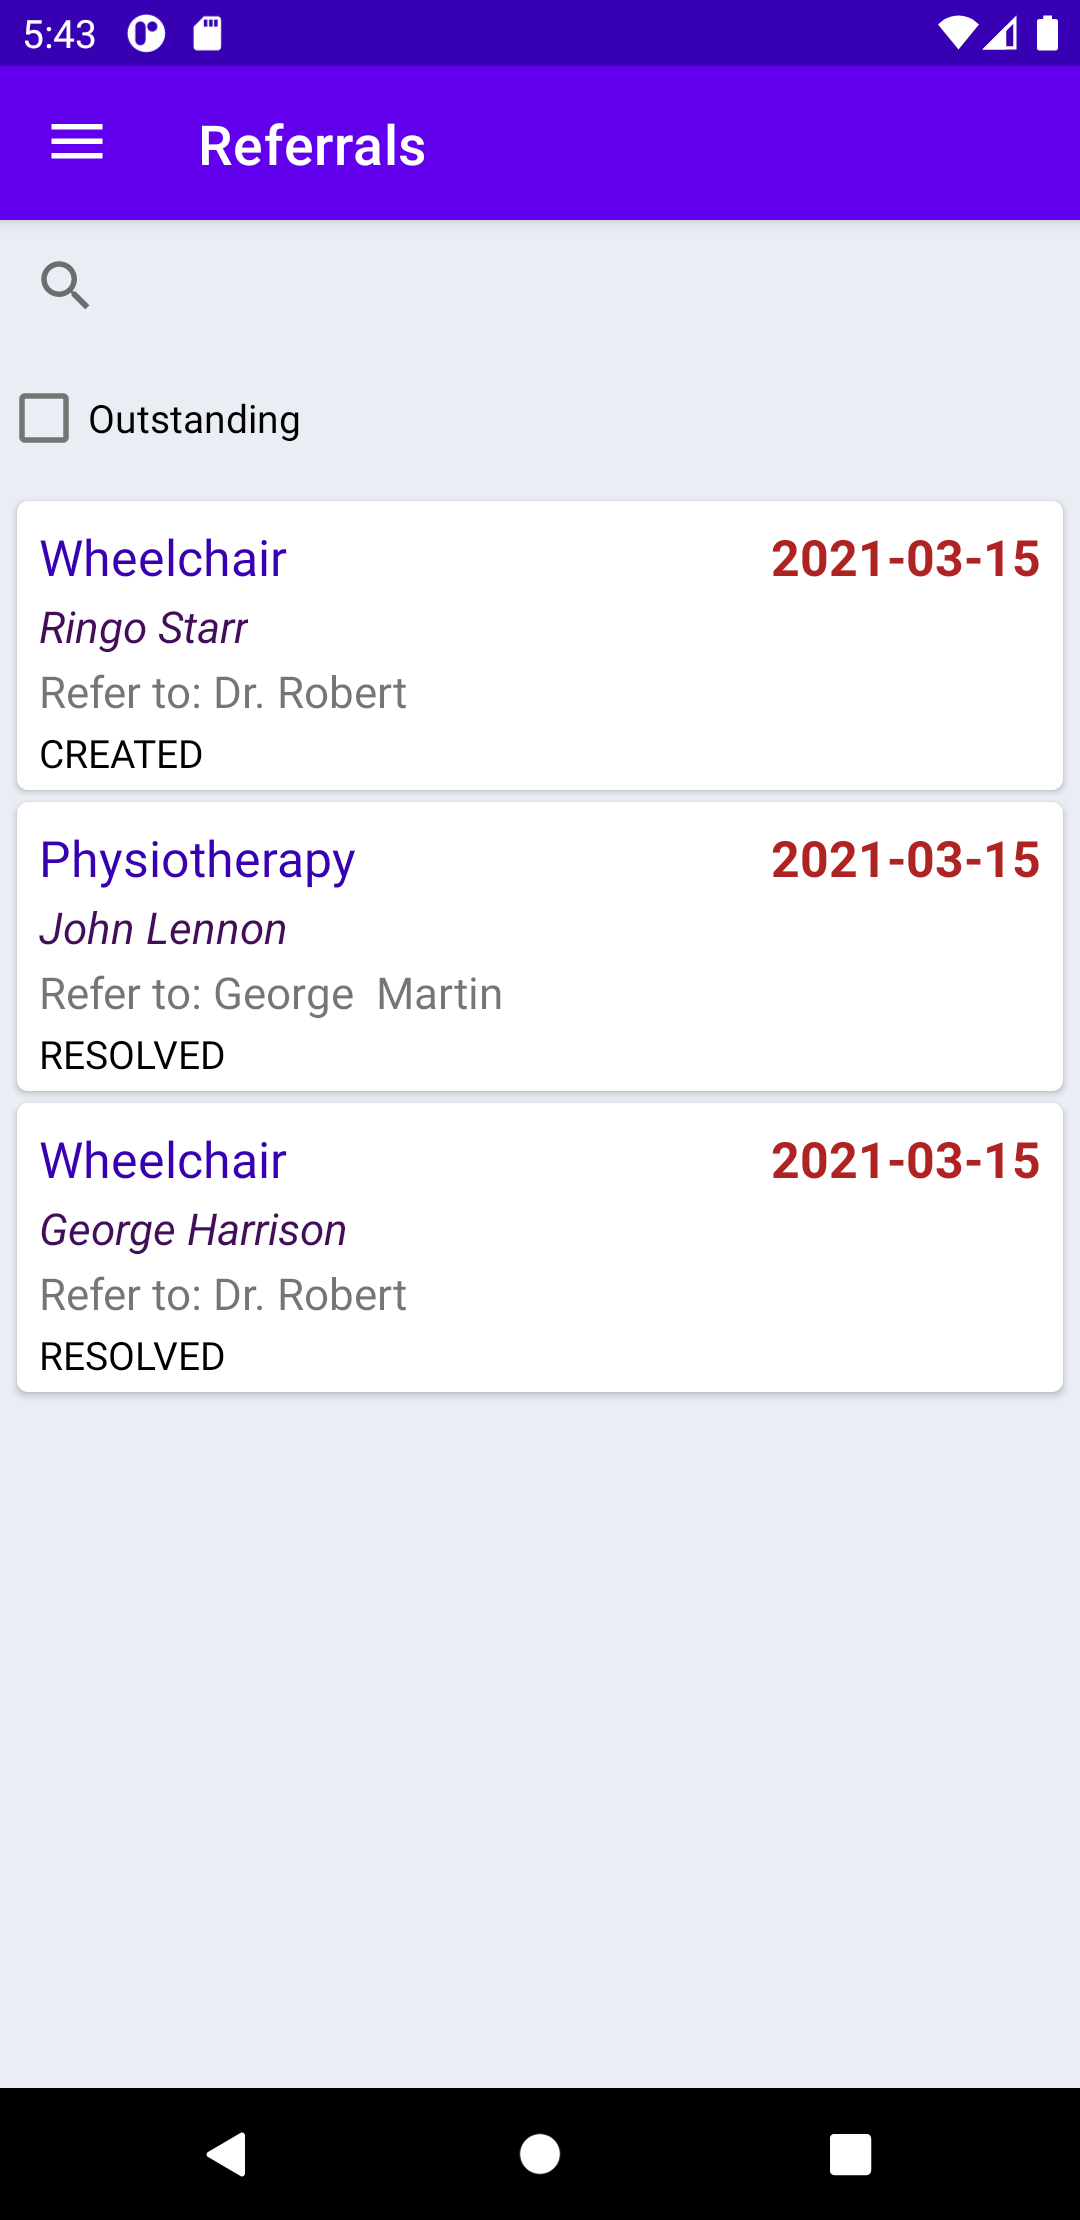 5:43
Referrals
Outstanding
Wheelchair 2021-03-15
Ringo Starr
Refer to: Dr. Robert
CREATED
Physiotherapy 2021-03-15
John Lennon
Refer to: George  Martin
RESOLVED
Wheelchair 2021-03-15
George Harrison
Refer to: Dr. Robert
RESOLVED